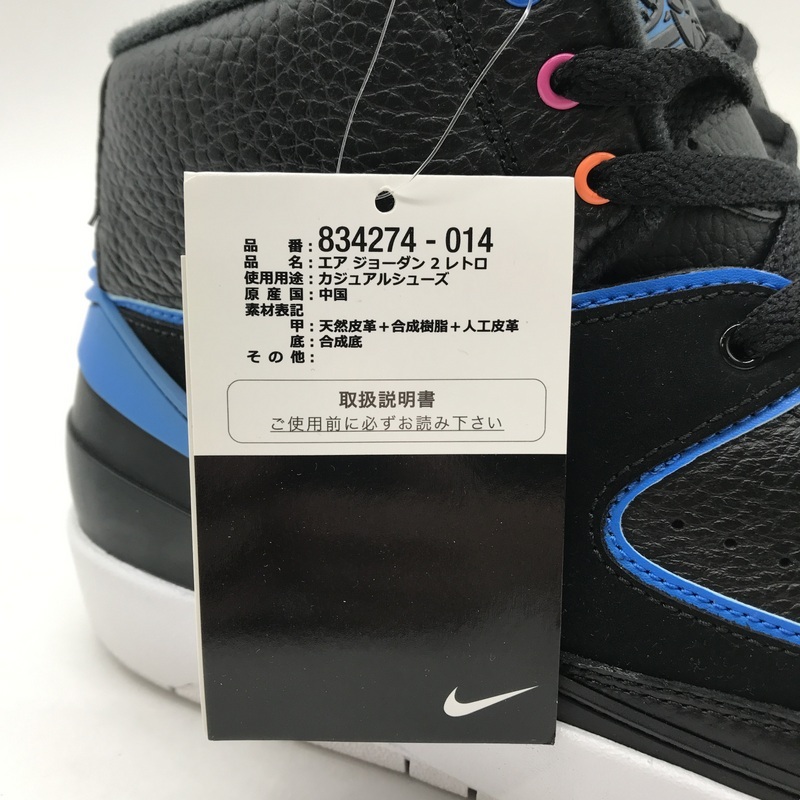 品 番 : 834274 - 014
品 名 : エア ジョーダン 2 レトロ
使用用途 : カジュアルシューズ
原 産 国 : 中国
素材表記
甲 : 天然皮革＋合成樹脂＋人工皮革
底 : 合成底
そ の 他 :
取扱説明書
ご使用前に必ずお読み下さい